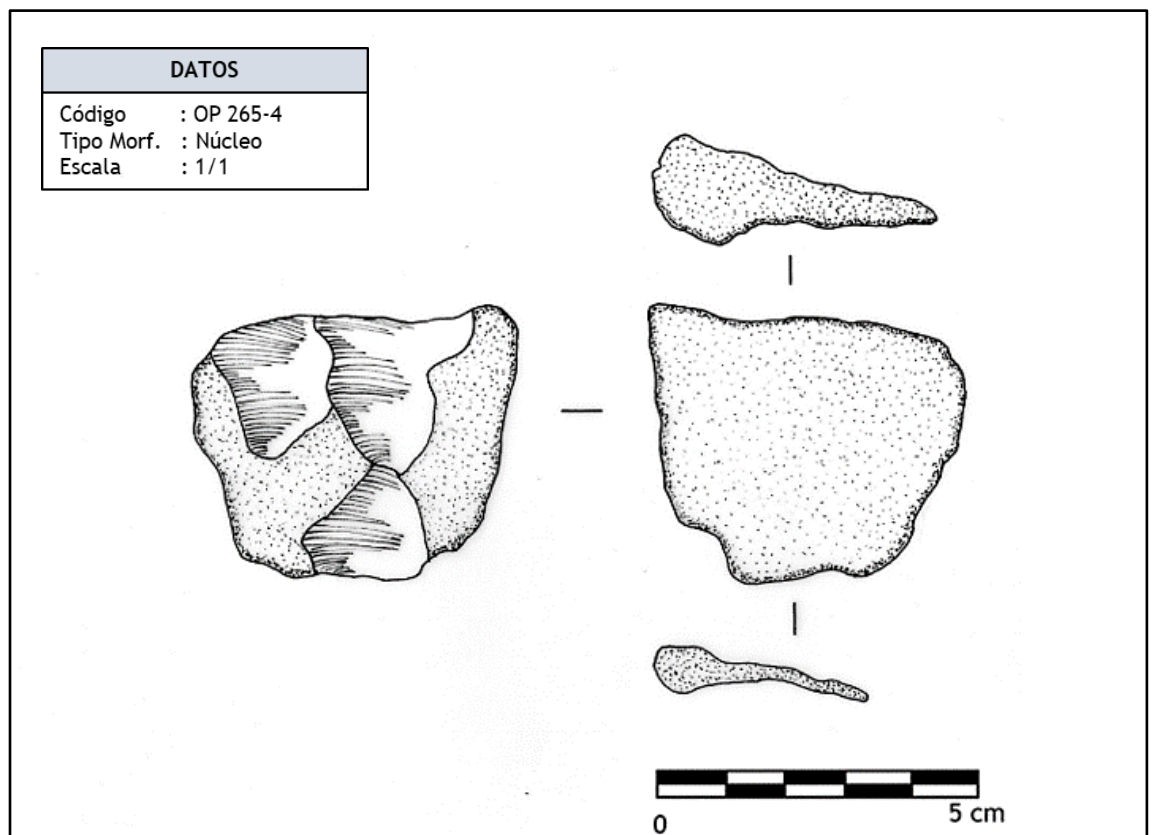 DATOS
Código : OP 265-4
Tipo Morf. : Núcleo
Escala : 1/1
0 5 cm